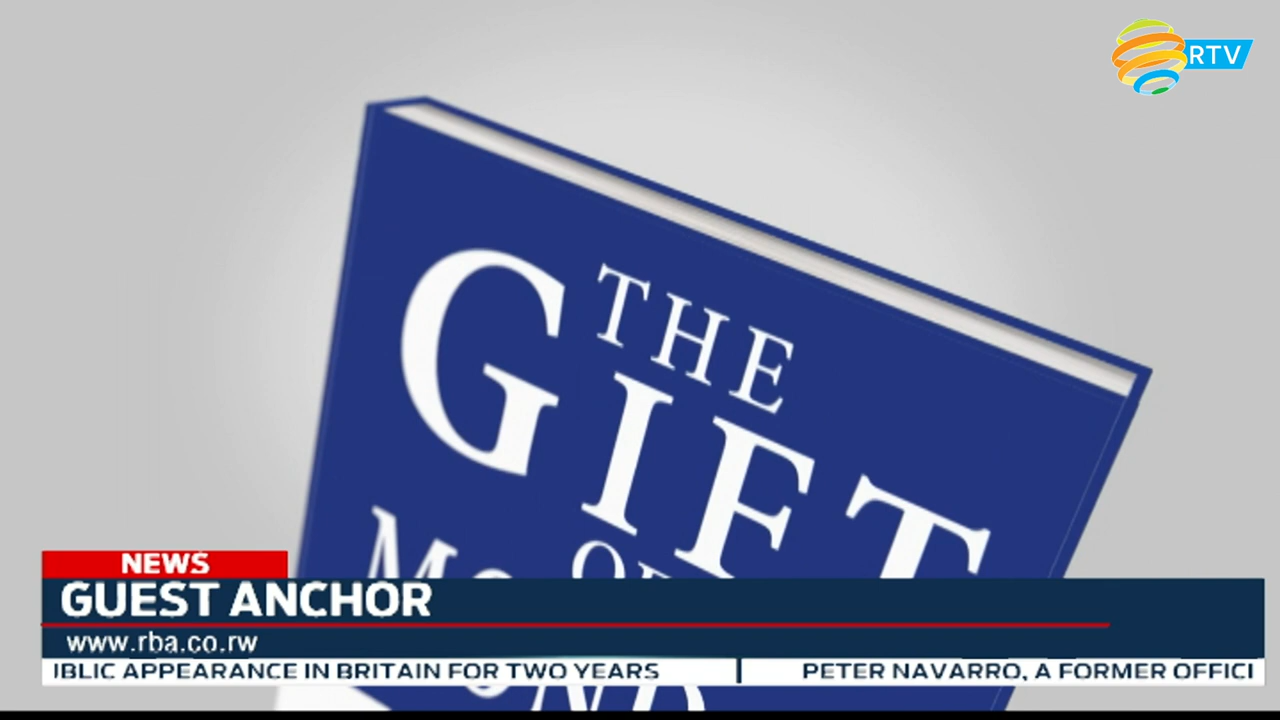 RTV
THE
GIFT
OF
NEWS
GUEST ANCHOR
www.rba.co.rw
IBLIC APPEARANCE IN BRITAIN FOR TWO YEARS | PETER NAVARRO, A FORMER OFFICI